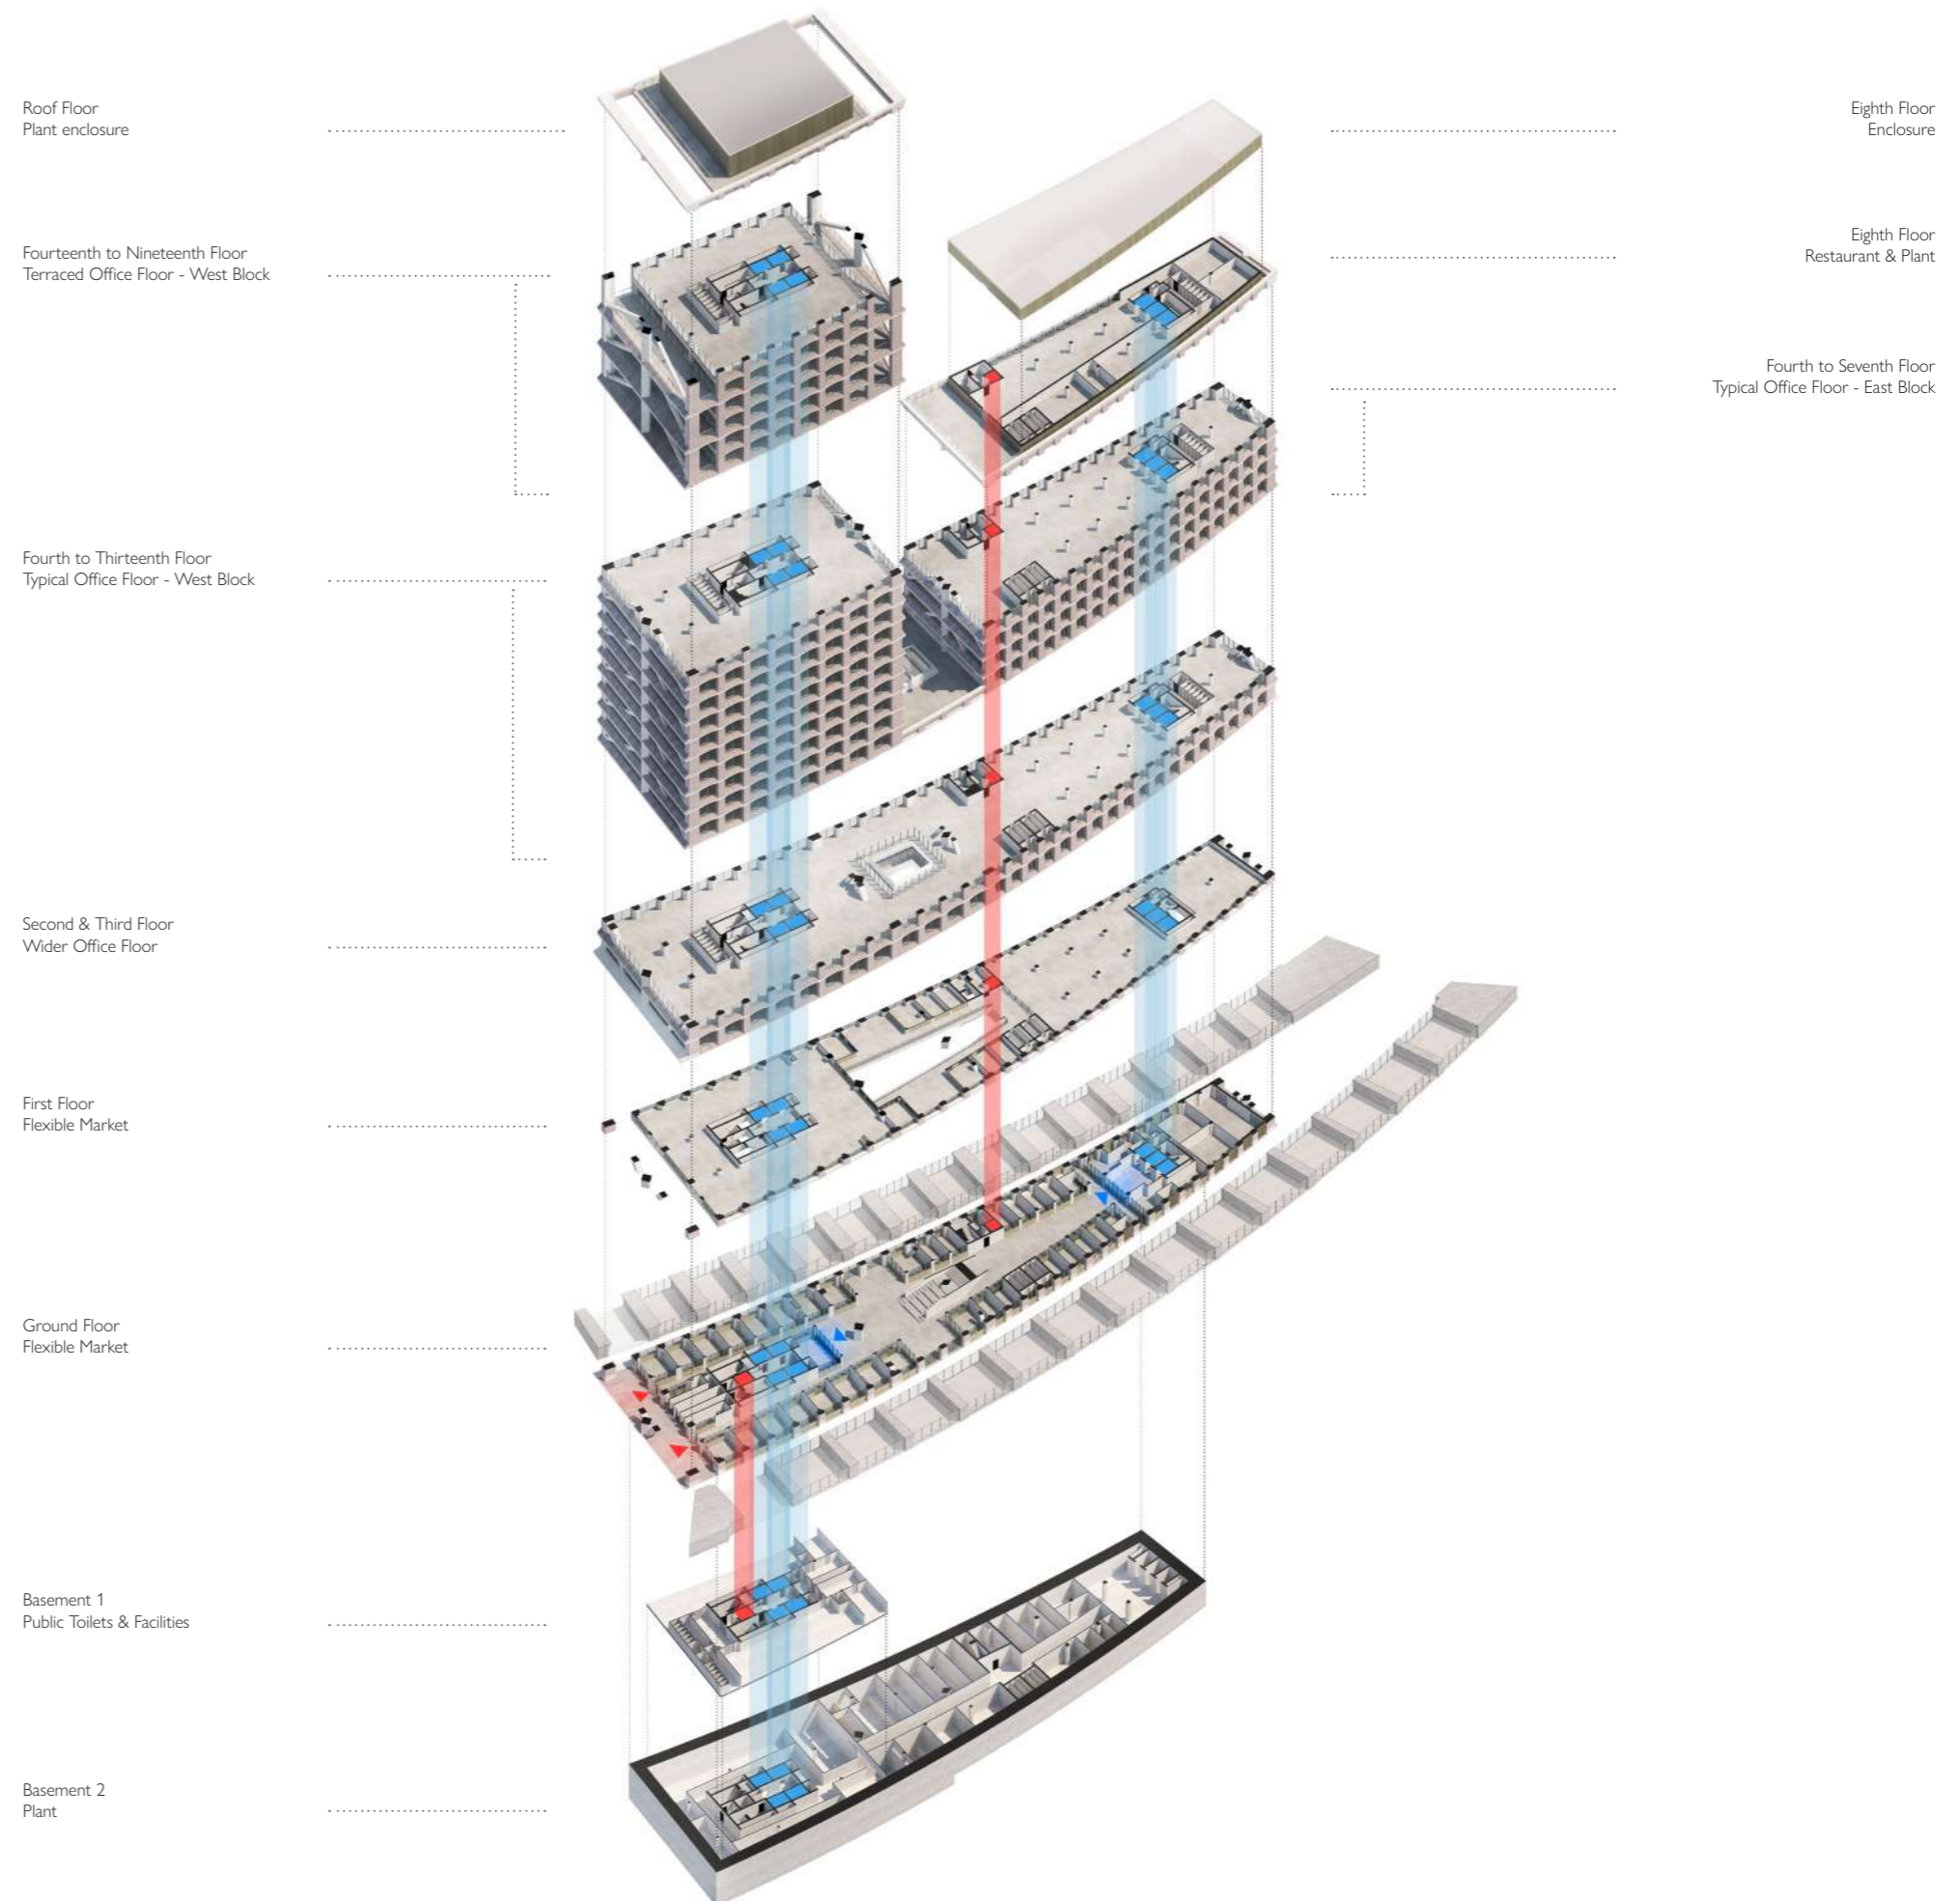 Roof Floor
Plant enclosure
Fourteenth to Nineteenth Floor
Terraced Office Floor - West Block
Fourth to Thirteenth Floor
Typical Office Floor - West Block
Second & Third Floor
Wider Office Floor
First Floor
Flexible Market
Ground Floor
Flexible Market
Basement 1
Public Toilets & Facilities
Basement 2
Plant
Eighth Floor
Enclosure
Eighth Floor
Restaurant & Plant
Fourth to Seventh Floor
Typical Office Floor - East Block